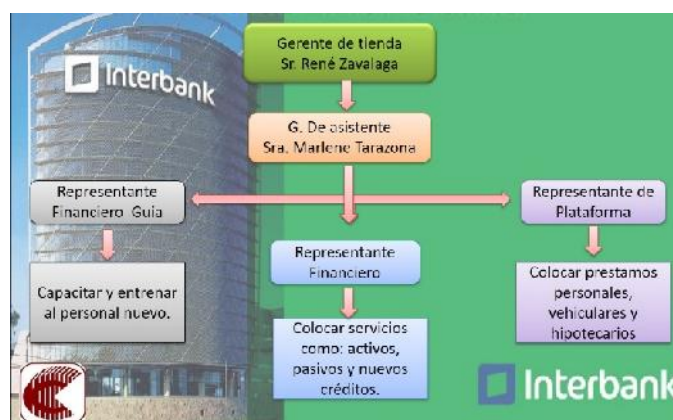 Interbank
Gerente de tienda
Sr. René Zavalaga
G. De asistente
Sra. Marlene Tarazona
Representante
Financiero Guia
Representante de
Plataforma
Representante
Financiero
Capacitar y entrenar
al personal nuevo.
Colocar prestamos
personales,
vehiculares y
hipotecarios
Colocar servicios
como: activos,
pasivos y nuevos
créditos.
Interbank